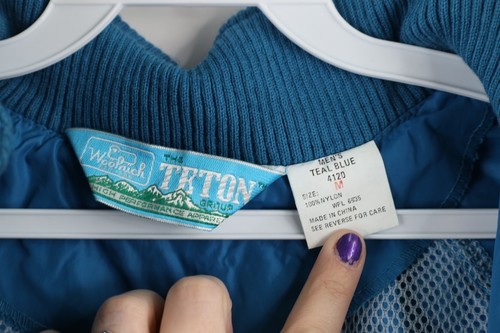 Woolrich
THE
TETON
GROUP
HIGH PERFORMANCE APPAREL
MEN'S
TEAL BLUE
4120
SIZE: M
100% NYLON
WPL 6635
MADE IN CHINA
SEE REVERSE FOR CARE